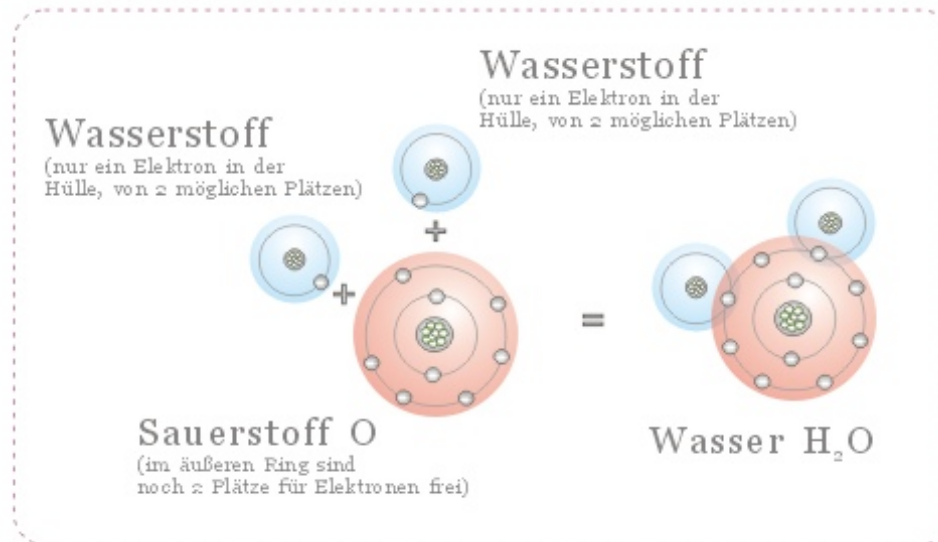 Wasserstoff
(nur ein Elektron in der
Hülle, von 2 möglichen Plätzen)
Wasserstoff
(nur ein Elektron in der
Hülle, von 2 möglichen Plätzen)
+
+
=
Sauerstoff O
(im äußeren Ring sind
noch 2 Plätze für Elektronen frei)
Wasser H₂O